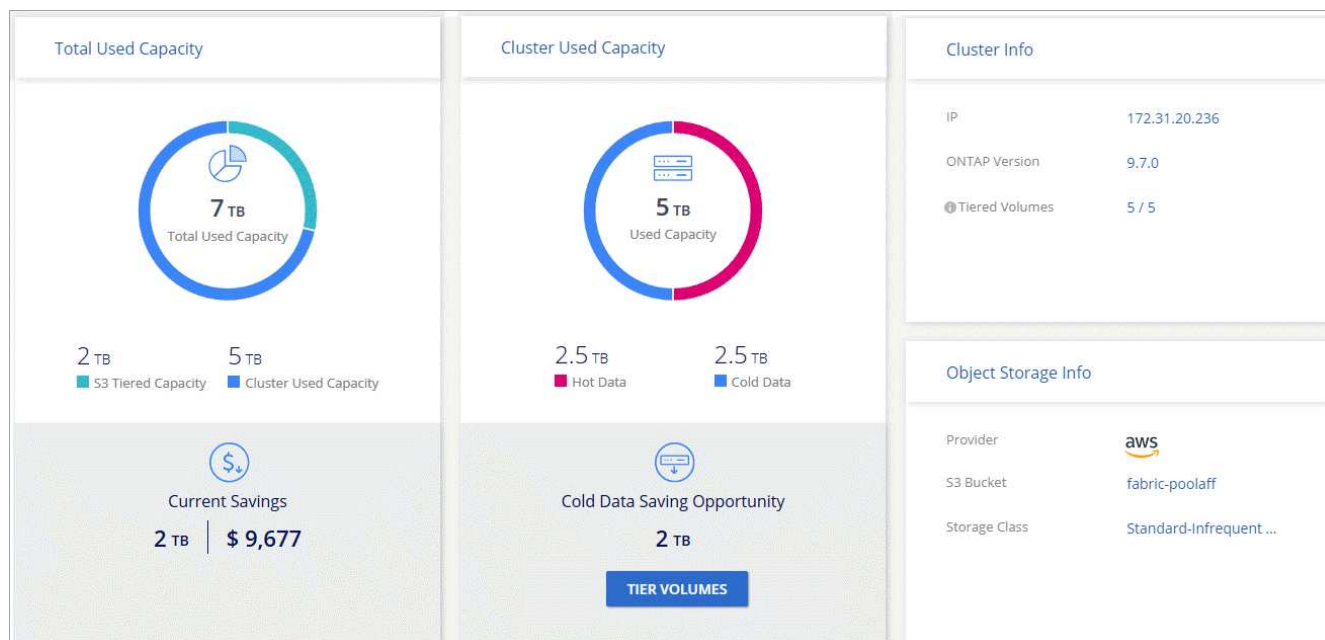 Total Used Capacity
7 TB
Total Used Capacity
2 TB
S3 Tiered Capacity
5 TB
Cluster Used Capacity
Current Savings
2 TB $ 9,677
Cluster Used Capacity
5 TB
Used Capacity
2.5 TB
Hot Data
2.5 TB
Cold Data
Cold Data Saving Opportunity
2 TB
TIER VOLUMES
Cluster Info
IP 172.31.20.236
ONTAP Version 9.7.0
Tiered Volumes 5 / 5
Object Storage Info
Provider aws
S3 Bucket fabric-poolaff
Storage Class Standard-Infrequent ...